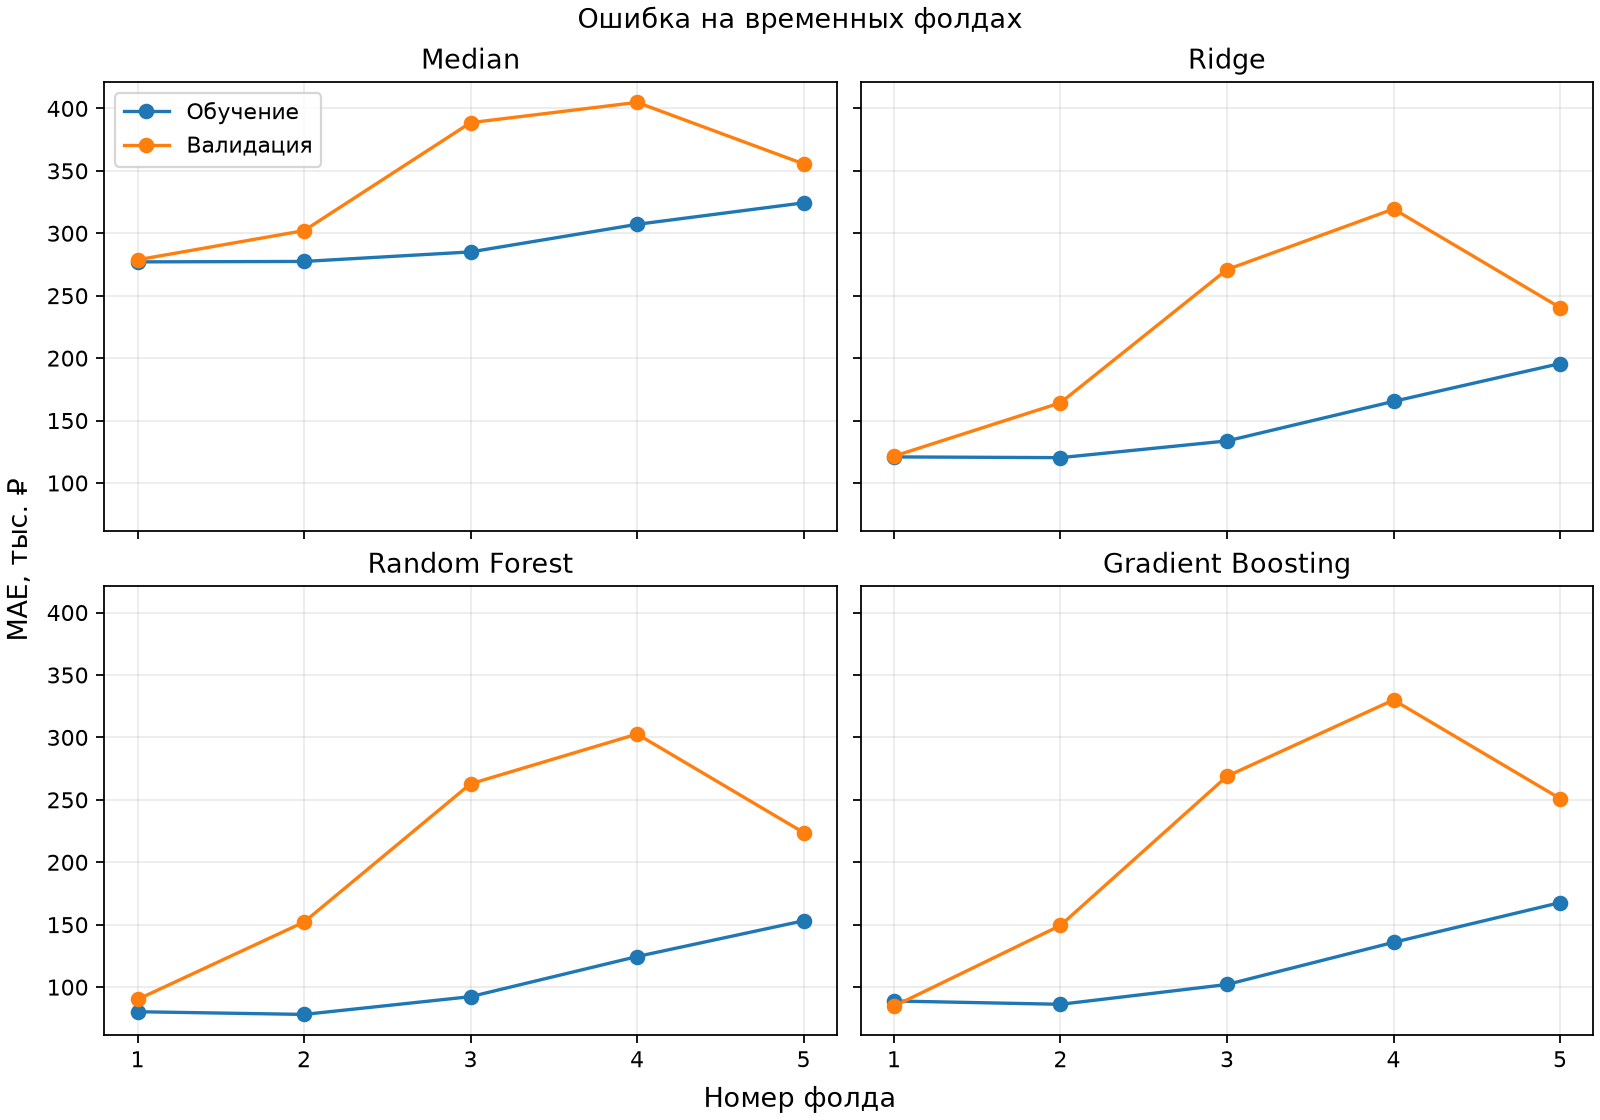 Ошибка на временных фолдах
Median
Ridge
Обучение
Валидация
400
350
300
250
200
150
100
Random Forest
Gradient Boosting
400
350
300
250
200
150
100
MAE, тыс. ₽
1 2 3 4 5
1 2 3 4 5
Номер фолда